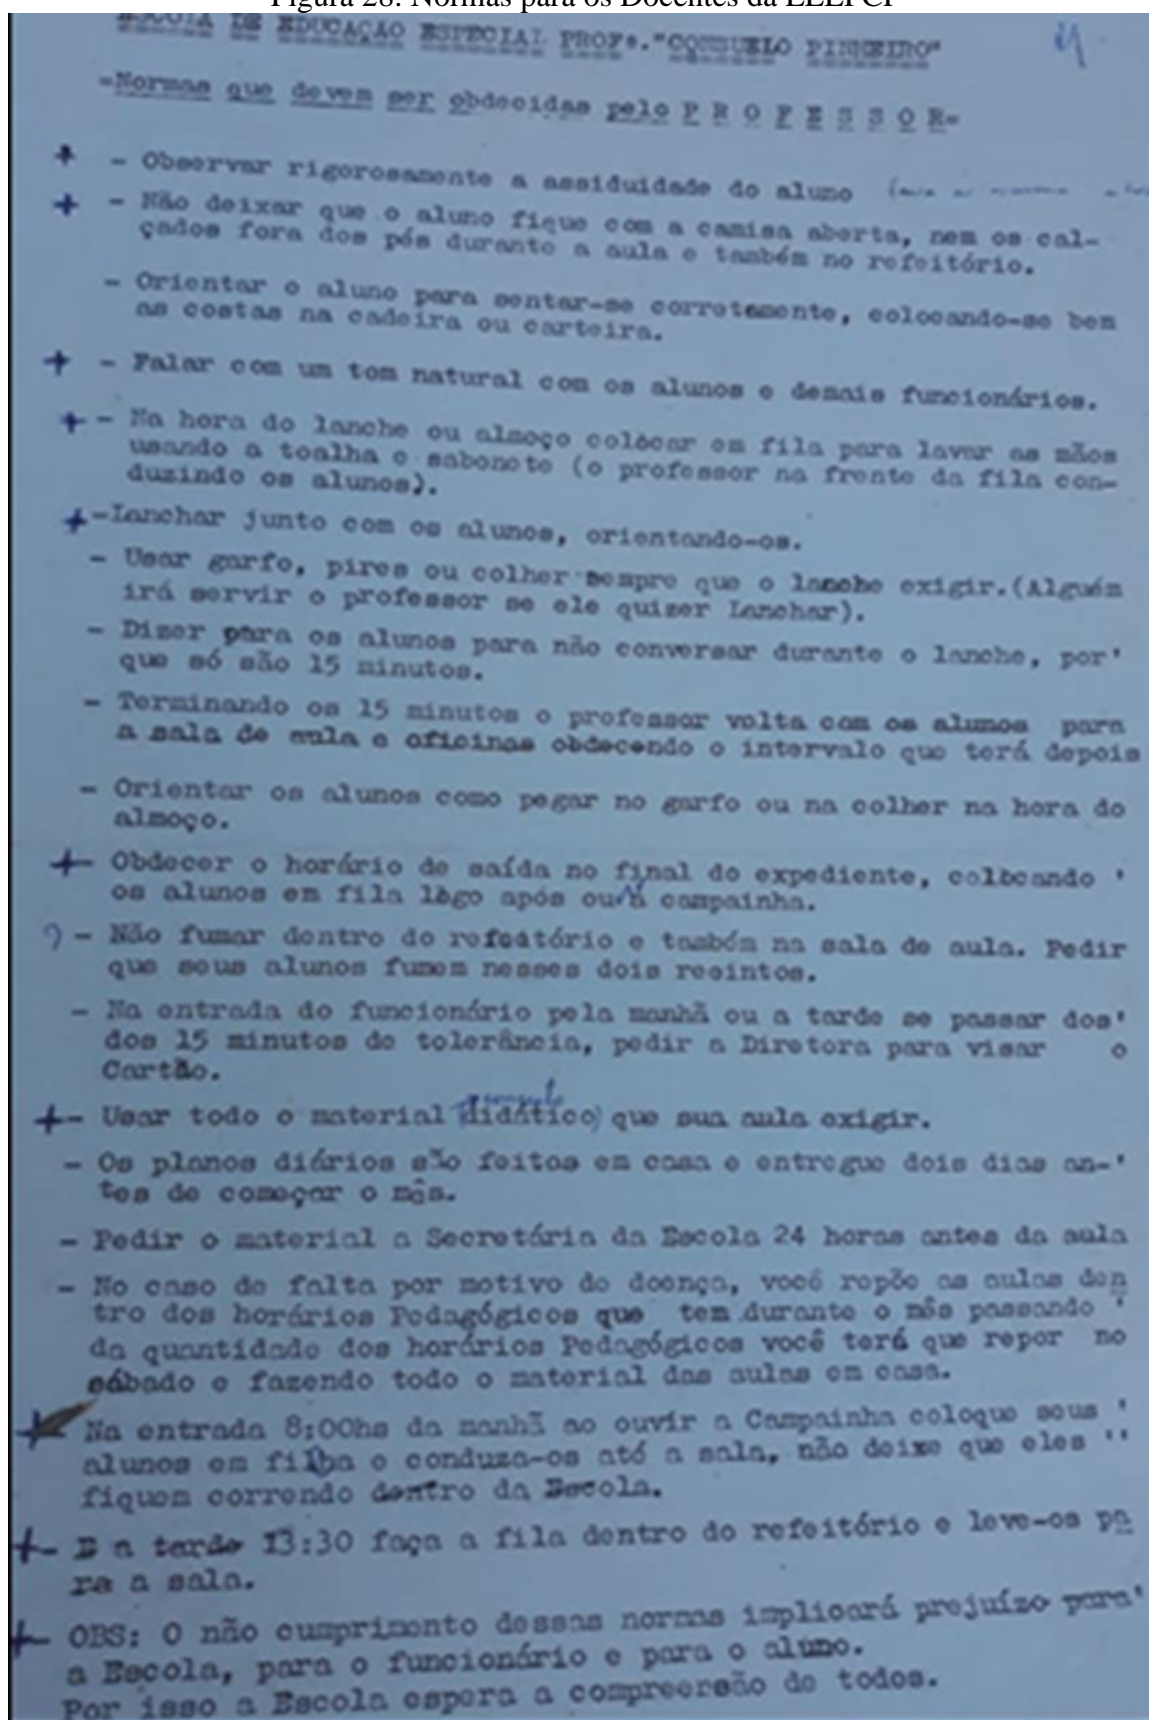 Figura 28: Normas para os Docentes da EEEPCP
ESCOLA DE EDUCAÇÃO ESPECIAL PROFª."CONSUELO PINHEIRO"
=Normas que devem ser obdecidas pelo P R O F E S S O R=
+ - Observar rigorosamente a assiduidade do aluno
+ - Não deixar que o aluno fique com a camisa aberta, nem os cal-
çados fora dos pés durante a aula e também no refeitório.
- Orientar o aluno para sentar-se corretamente, colocando-se bem
as costas na cadeira ou carteira.
+ - Falar com um tom natural com os alunos e demais funcionários.
+ - Na hora do lanche ou almoço colòcar em fila para lavar as mãos
usando a toalha e sabonete (o professor na frente da fila con-
duzindo os alunos).
+ -Lanchar junto com os alunos, orientando-os.
- Usar garfo, pires ou colher sempre que o lanche exigir.(Alguém
irá servir o professor se ele quizer Lanchar).
- Dizer para os alunos para não conversar durante o lanche, por'
que só são 15 minutos.
- Terminando os 15 minutos o professor volta com os alunos para
a sala de aula e oficinas obdecendo o intervalo que terá depois
- Orientar os alunos como pegar no garfo ou na colher na hora do
almoço.
+ - Obdecer o horário de saída no final do expediente, colòcando '
os alunos em fila lògo após ouvir a campainha.
? - Não fumar dentro do refeitório e também na sala de aula. Pedir
que seus alunos fumem nesses dois recintos.
- Na entrada do funcionário pela manhã ou a tarde se passar dos'
dos 15 minutos de tolerância, pedir a Diretora para visar o
Cartão.
+ - Usar todo o material didático que sua aula exigir.
- Os planos diários são feitos em casa e entregue dois dias an-'
tes de começar o mês.
- Pedir o material a Secretária da Escola 24 horas antes da aula
- No caso de falta por motivo de doença, você repõe as aulas den
tro dos horários Pedagógicos que tem durante o mês passando '
da quantidade dos horários Pedagógicos você terá que repor no
sábado e fazendo todo o material das aulas em casa.
+ - Na entrada 8:00hs da manhã ao ouvir a Campainha coloque seus '
alunos em filha e conduza-os até a sala, não deixe que eles ''
fiquem correndo dentro da Escola.
+ - E a tarde 13:30 faça a fila dentro do refeitório e leve-os pa
ra a sala.
+ - OBS: O não cumprimento dessas normas implicará prejuízo para'
a Escola, para o funcionário e para o aluno.
Por isso a Escola espera a compreersão de todos.